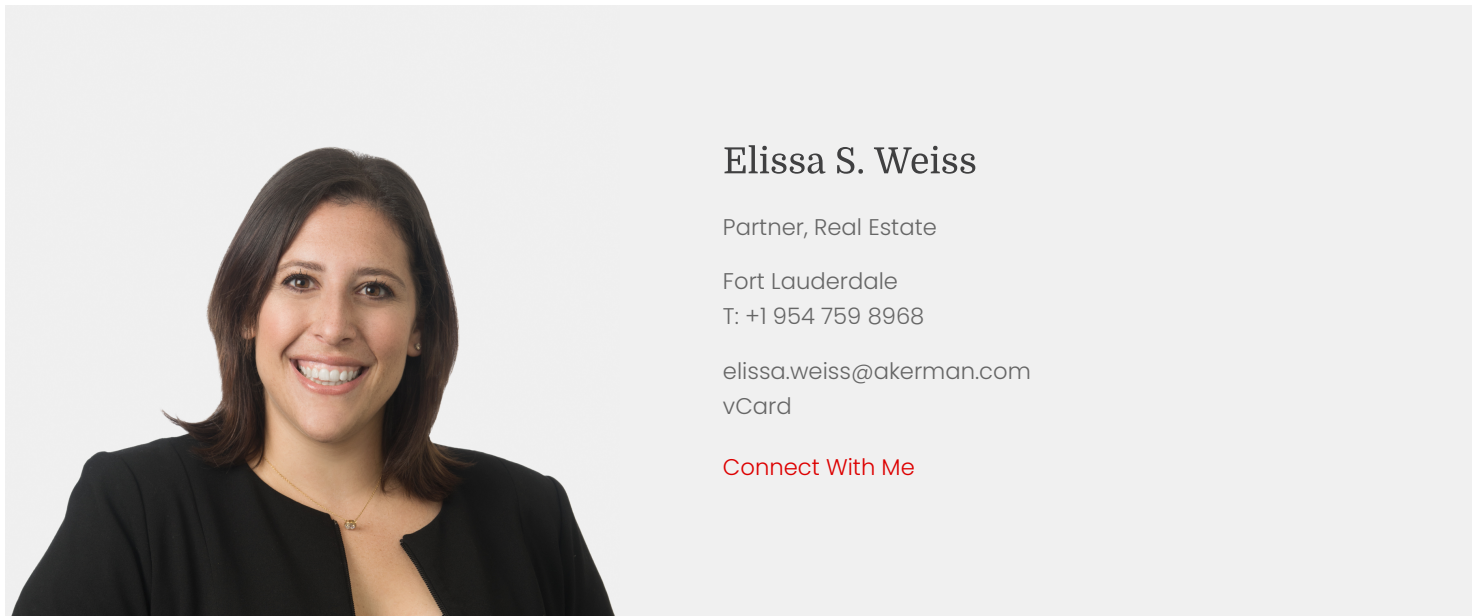 Elissa S. Weiss
Partner, Real Estate
Fort Lauderdale
T: +1 954 759 8968
elissa.weiss@akerman.com
vCard
Connect With Me